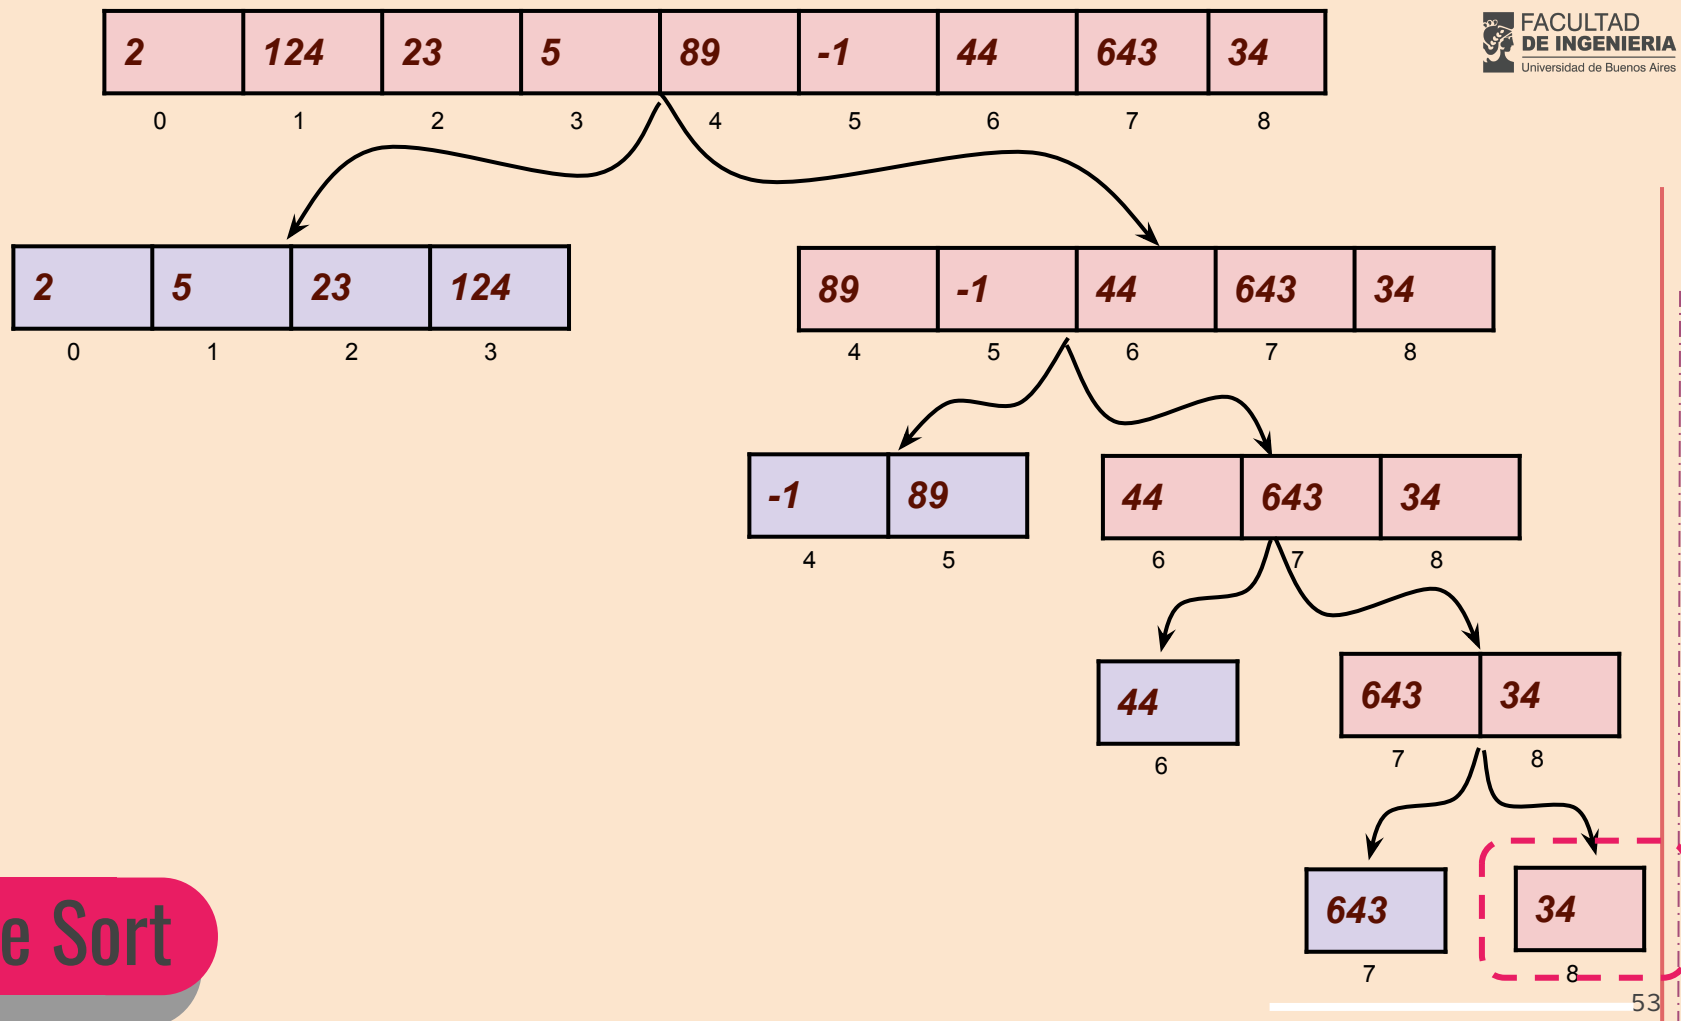 2 124 23 5 89 -1 44 643 34
0 1 2 3 4 5 6 7 8
FACULTAD
DE INGENIERIA
Universidad de Buenos Aires
2 5 23 124
0 1 2 3
89 -1 44 643 34
4 5 6 7 8
-1 89
4 5
44 643 34
6 7 8
44
6
643 34
7 8
643
7
34
8
e Sort
53